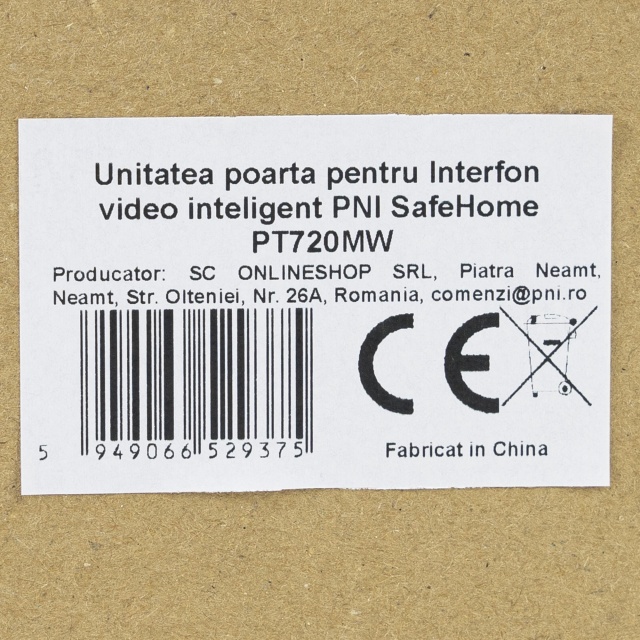 Unitatea poarta pentru Interfon
video inteligent PNI SafeHome
PT720MW
Producator: SC ONLINESHOP SRL, Piatra Neamt,
Neamt, Str. Olteniei, Nr. 26A, Romania, comenzi@pni.ro
CE
5 949066 529375
Fabricat in China